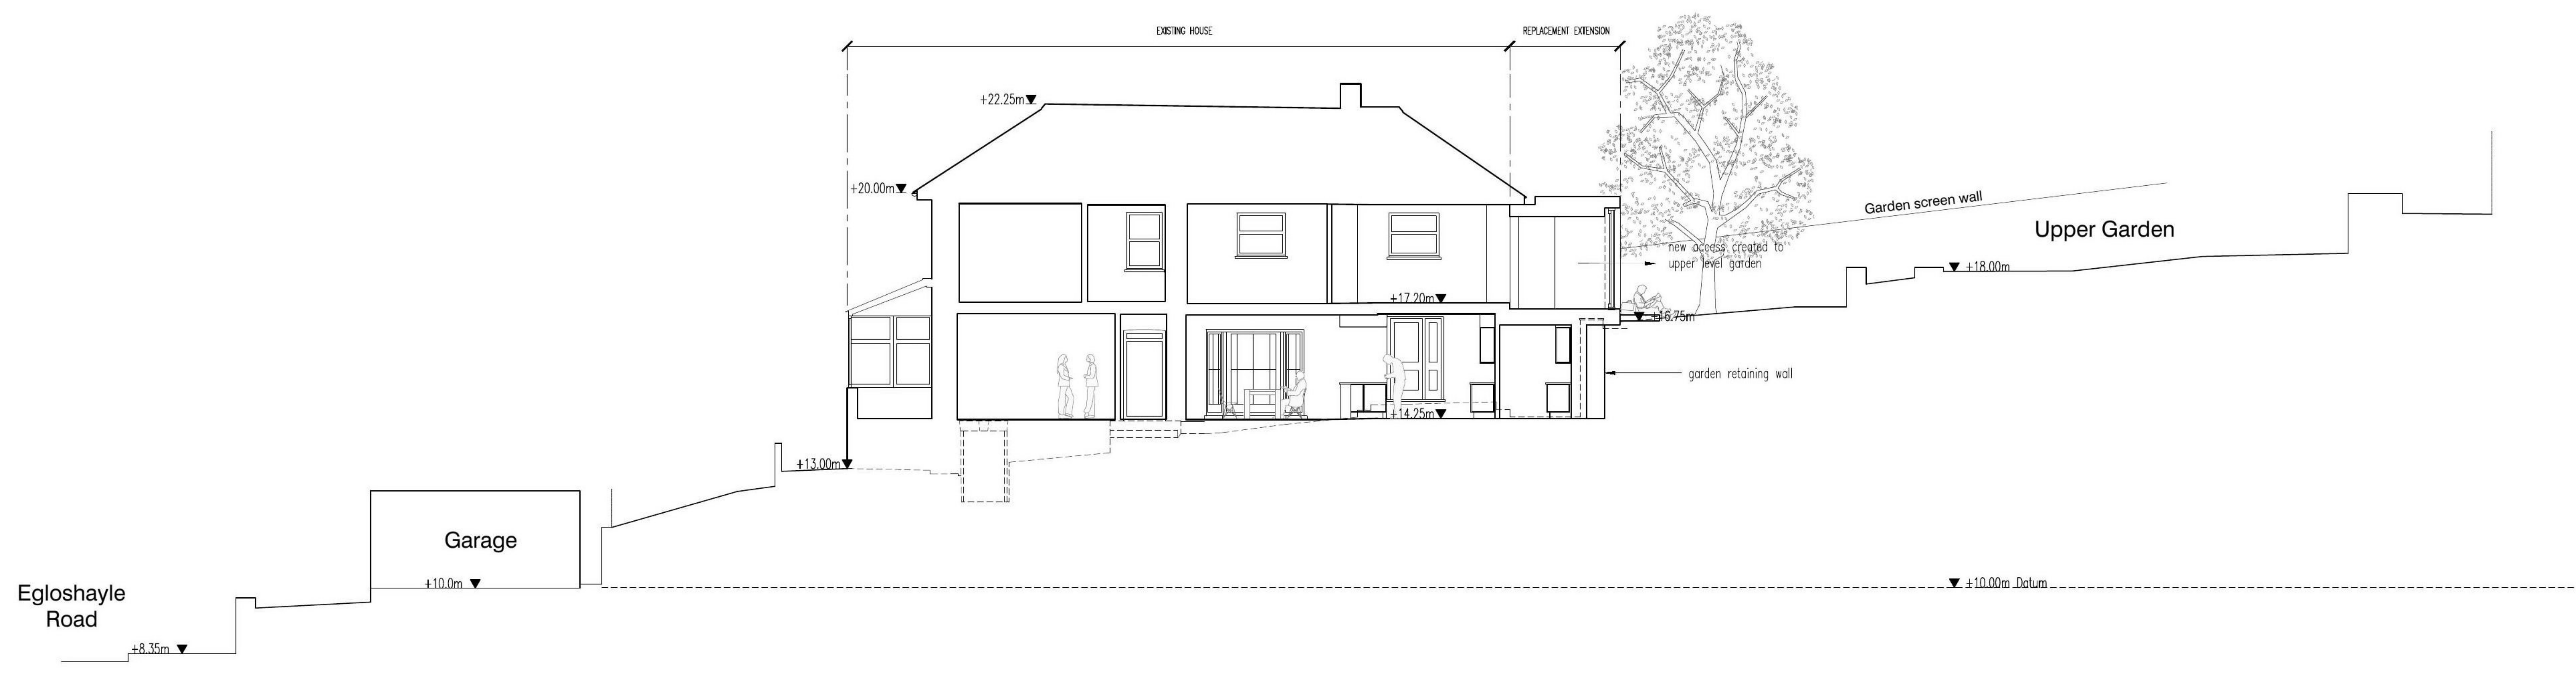 EXISTING HOUSE
REPLACEMENT EXTENSION
+22.25m
+20.00m
Garden screen wall
Upper Garden
new access created to
upper level garden
+18.00m
+17.20m
+16.75m
garden retaining wall
+14.25m
+13.00m
Garage
+10.0m
+10.00m Datum
Egloshayle
Road
+8.35m